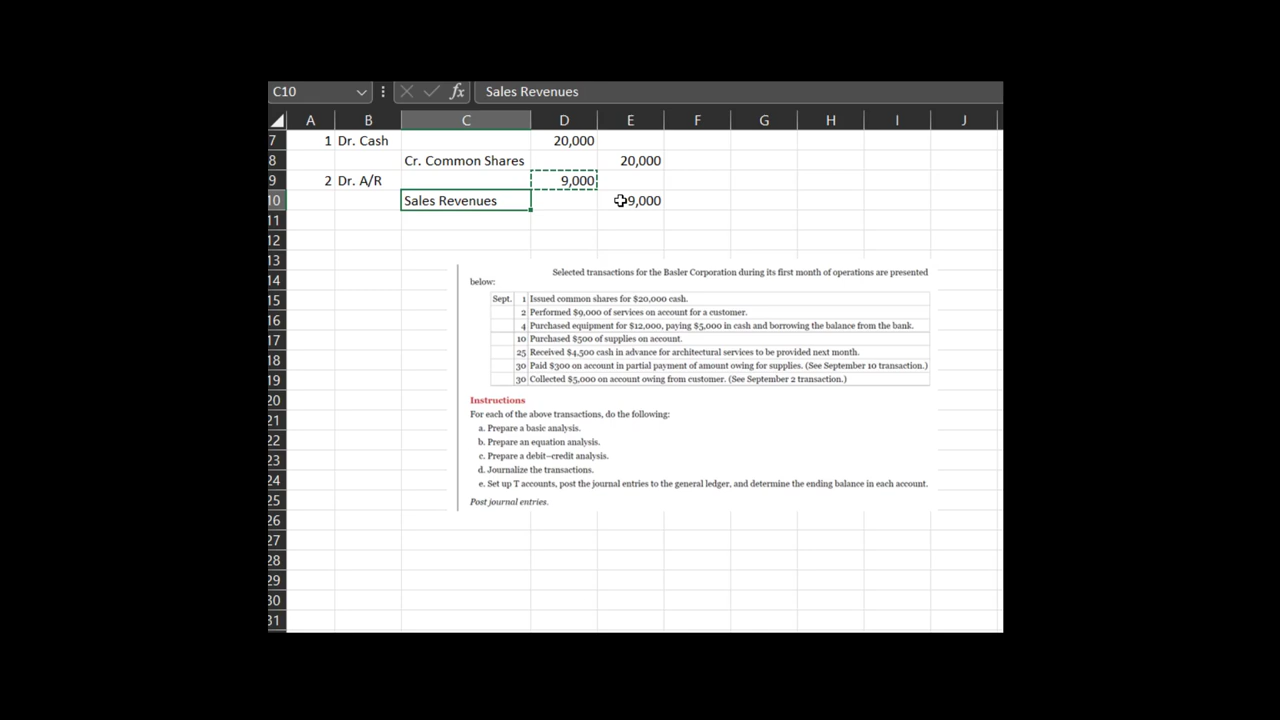 C10 fx Sales Revenues
A B C D E F G H I J
7 1 Dr. Cash 20,000
8 Cr. Common Shares 20,000
9 2 Dr. A/R 9,000
10 Sales Revenues 9,000
11
12
13
Selected transactions for the Basler Corporation during its first month of operations are presented
14 below:
15 Sept. 1 Issued common shares for $20,000 cash.
2 Performed $9,000 of services on account for a customer.
16 4 Purchased equipment for $12,000, paying $5,000 in cash and borrowing the balance from the bank.
17 10 Purchased $500 of supplies on account.
25 Received $4,500 cash in advance for architectural services to be provided next month.
18 30 Paid $300 on account in partial payment of amount owing for supplies. (See September 10 transaction.)
19 30 Collected $5,000 on account owing from customer. (See September 2 transaction.)
20 Instructions
21 For each of the above transactions, do the following:
a. Prepare a basic analysis.
22 b. Prepare an equation analysis.
23 c. Prepare a debit–credit analysis.
d. Journalize the transactions.
24 e. Set up T accounts, post the journal entries to the general ledger, and determine the ending balance in each account.
25 Post journal entries.
26
27
28
29
30
31